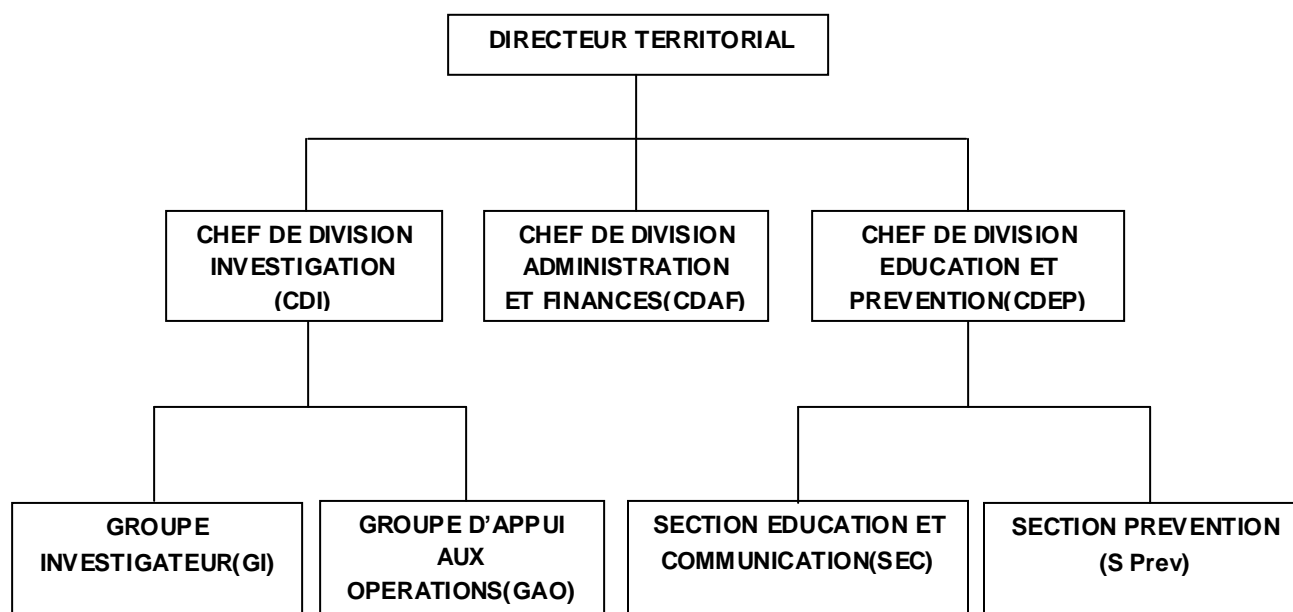 DIRECTEUR TERRITORIAL
CHEF DE DIVISION
INVESTIGATION
(CDI)
CHEF DE DIVISION
ADMINISTRATION
ET FINANCES(CDAF)
CHEF DE DIVISION
EDUCATION ET
PREVENTION(CDEP)
GROUPE
INVESTIGATEUR(GI)
GROUPE D’APPUI
AUX
OPERATIONS(GAO)
SECTION EDUCATION ET
COMMUNICATION(SEC)
SECTION PREVENTION
(S Prev)